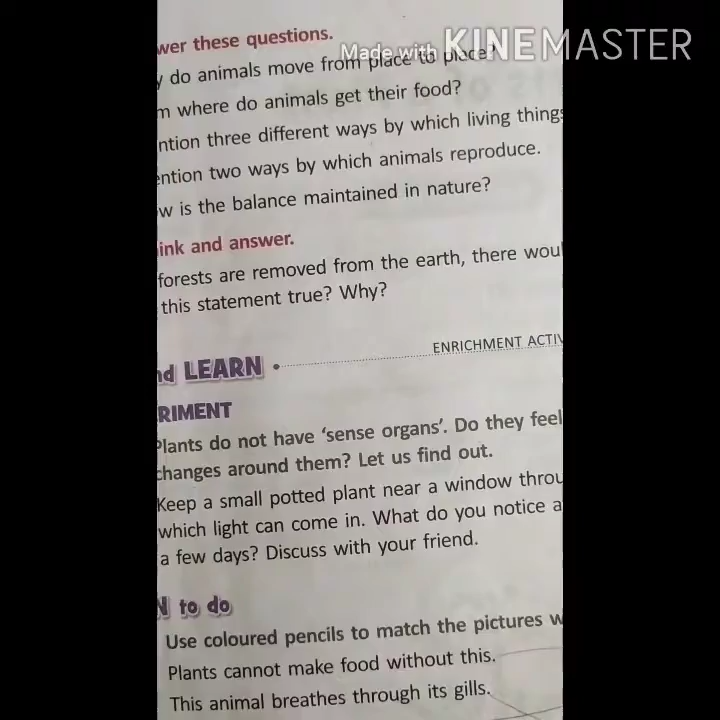 wer these questions.
Made with KINEMASTER
do animals move from place to place?
m where do animals get their food?
ntion three different ways by which living things
ention two ways by which animals reproduce.
w is the balance maintained in nature?
ink and answer.
forests are removed from the earth, there woul
this statement true? Why?
nd LEARN
ENRICHMENT ACTIV
RIMENT
Plants do not have ‘sense organs’. Do they feel
changes around them? Let us find out.
Keep a small potted plant near a window throu
which light can come in. What do you notice a
a few days? Discuss with your friend.
N to do
Use coloured pencils to match the pictures w
Plants cannot make food without this.
This animal breathes through its gills.